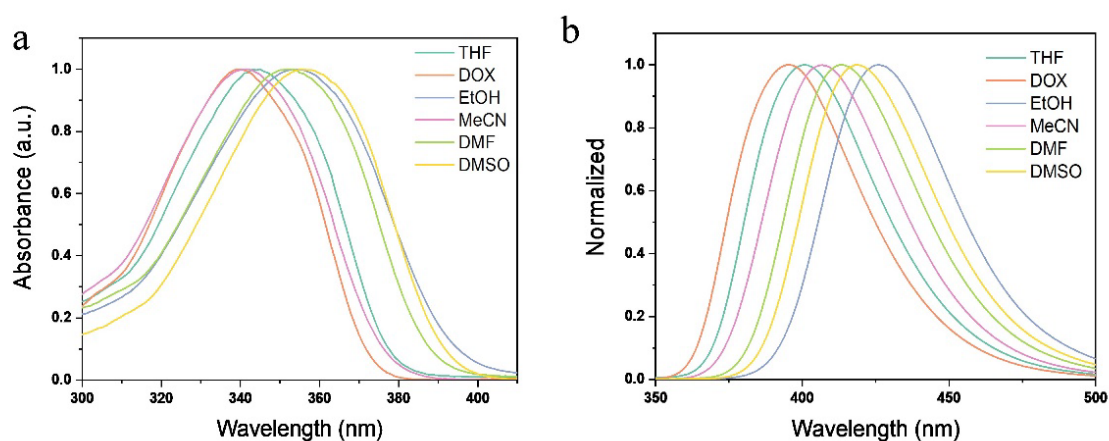 a
Absorbance (a.u.)
1.0
0.8
0.6
0.4
0.2
0.0
300
320
340
360
380
400
Wavelength (nm)
THF
DOX
EtOH
MeCN
DMF
DMSO
b
Normalized
1.0
0.8
0.6
0.4
0.2
0.0
350
400
450
500
Wavelength (nm)
THF
DOX
EtOH
MeCN
DMF
DMSO